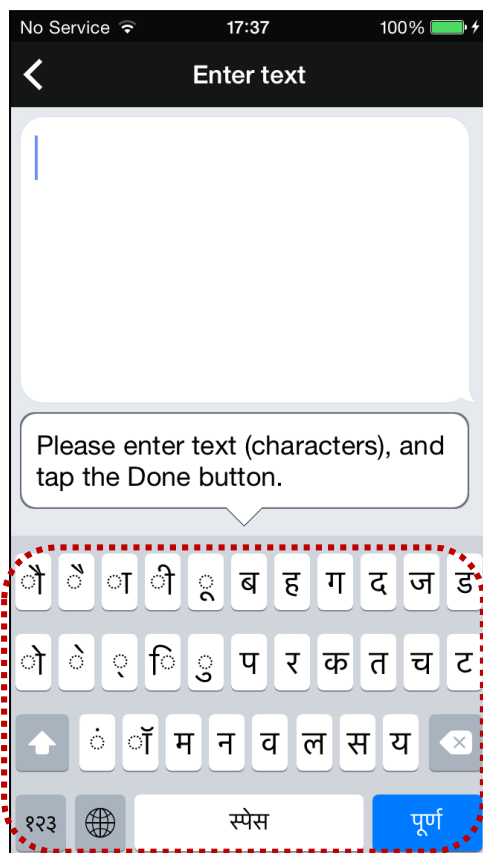 No Service 17:37 100%
Enter text
Please enter text (characters), and
tap the Done button.
ौ ै ा ी ू ब ह ग द ज ड
ो े ् ि ु प र क त च ट
ं ॉ म न व ल स य
१२३ स्पेस पूर्ण